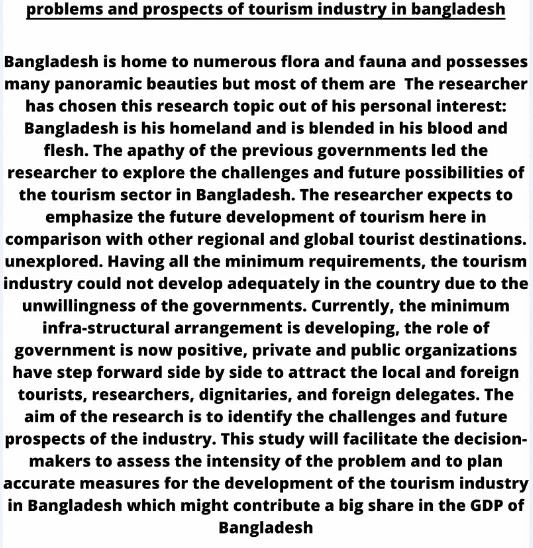 problems and prospects of tourism industry in bangladesh
Bangladesh is home to numerous flora and fauna and possesses
many panoramic beauties but most of them are The researcher
has chosen this research topic out of his personal interest:
Bangladesh is his homeland and is blended in his blood and
flesh. The apathy of the previous governments led the
researcher to explore the challenges and future possibilities of
the tourism sector in Bangladesh. The researcher expects to
emphasize the future development of tourism here in
comparison with other regional and global tourist destinations.
unexplored. Having all the minimum requirements, the tourism
industry could not develop adequately in the country due to the
unwillingness of the governments. Currently, the minimum
infra-structural arrangement is developing, the role of
government is now positive, private and public organizations
have step forward side by side to attract the local and foreign
tourists, researchers, dignitaries, and foreign delegates. The
aim of the research is to identify the challenges and future
prospects of the industry. This study will facilitate the decision-
makers to assess the intensity of the problem and to plan
accurate measures for the development of the tourism industry
in Bangladesh which might contribute a big share in the GDP of
Bangladesh